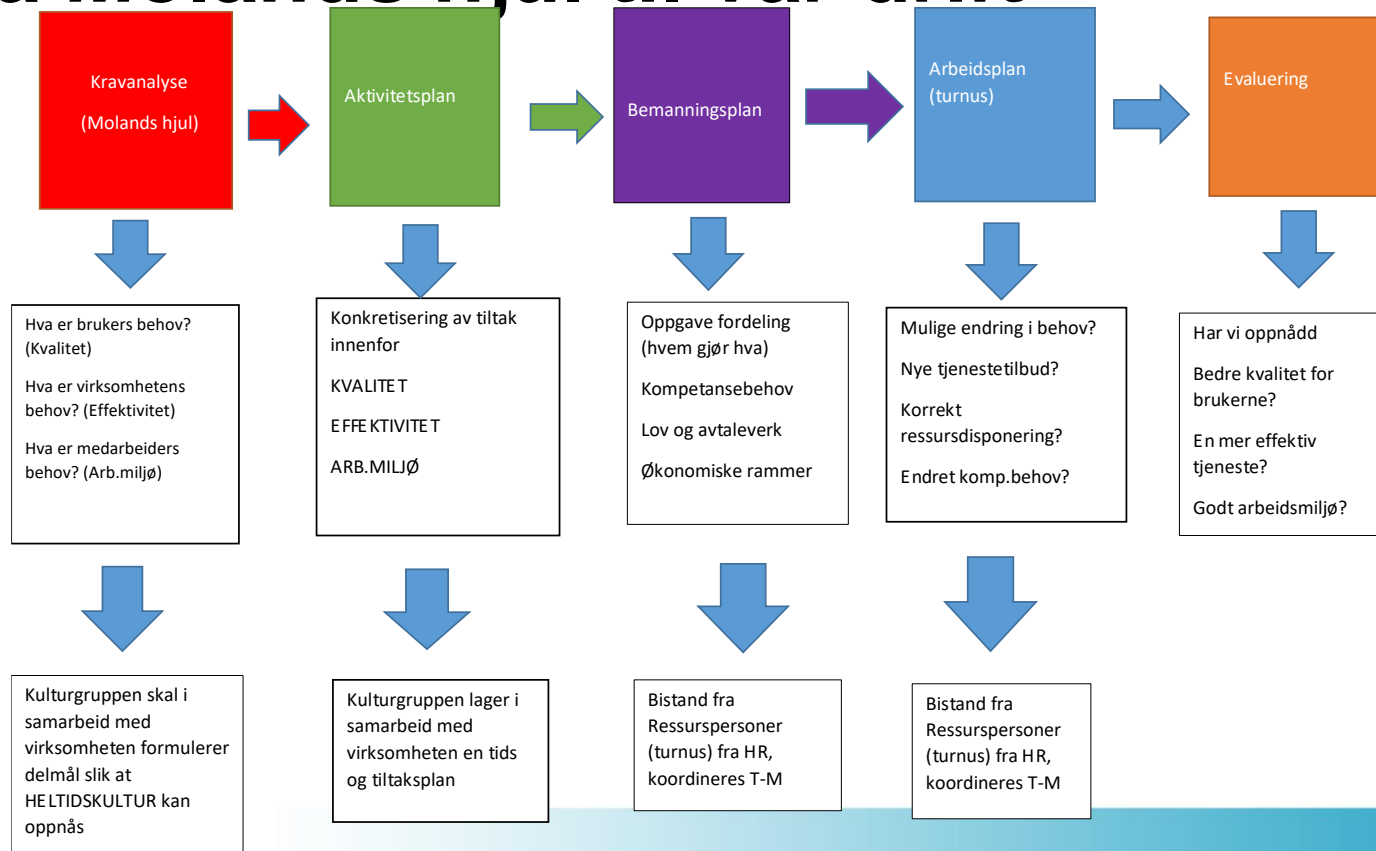 Molands hjul
Kravanalyse
(Molands hjul)
Aktivitetsplan
Bemanningsplan
Arbeidsplan
(turnus)
Evaluering
Hva er brukers behov?
(Kvalitet)
Hva er virksomhetens
behov? (Effektivitet)
Hva er medarbeiders
behov? (Arb.miljø)
Konkretisering av tiltak
innenfor
KVALITET
EFFEKTIVITET
ARB.MILJØ
Oppgave fordeling
(hvem gjør hva)
Kompetansebehov
Lov og avtaleverk
Økonomiske rammer
Mulige endring i behov?
Nye tjenestetilbud?
Korrekt
ressursdisponering?
Endret komp.behov?
Har vi oppnådd
Bedre kvalitet for
brukerne?
En mer effektiv
tjeneste?
Godt arbeidsmiljø?
Kulturgruppen skal i
samarbeid med
virksomheten formulerer
delmål slik at
HELTIDSKULTUR kan
oppnås
Kulturgruppen lager i
samarbeid med
virksomheten en tids
og tiltaksplan
Bistand fra
Ressurspersoner
(turnus) fra HR,
koordineres T-M
Bistand fra
Ressurspersoner
(turnus) fra HR,
koordineres T-M